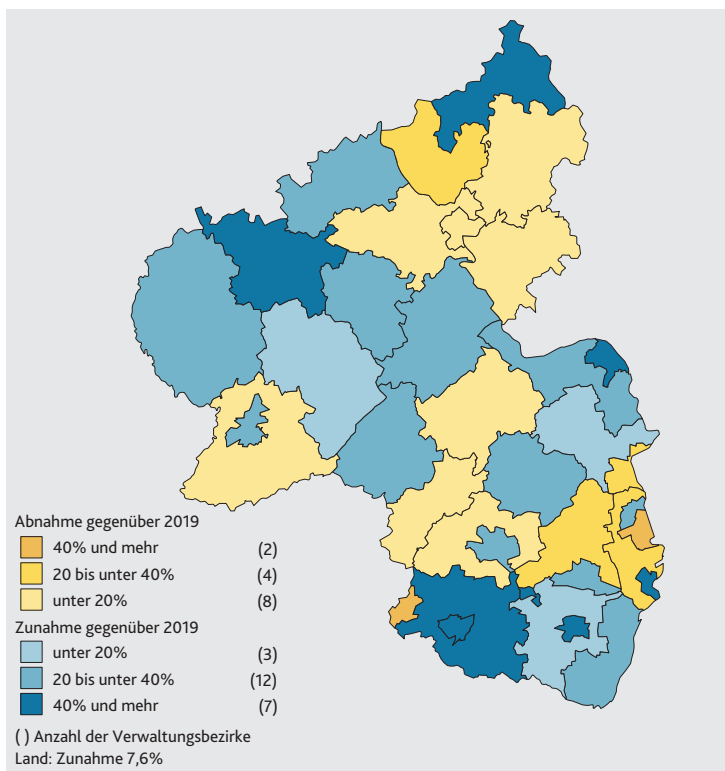 Abnahme gegenüber 2019
40% und mehr (2)
20 bis unter 40% (4)
unter 20% (8)
Zunahme gegenüber 2019
unter 20% (3)
20 bis unter 40% (12)
40% und mehr (7)
( ) Anzahl der Verwaltungsbezirke
Land: Zunahme 7,6%